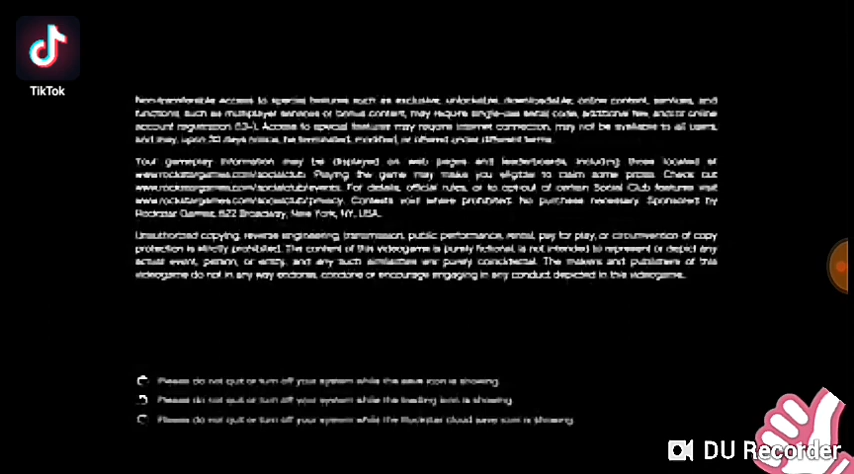 TikTok
Non-transferable access to special features such as exclusive, unlockable, downloadable, online content, services, and
functions, such as multiplayer services or bonus content, may require single-use serial code, additional fee, and/or online
account registration (13+). Access to special features may require internet connection, may not be available to all users,
and may, upon 30 days notice, be terminated, modified, or offered under different terms.
Your gameplay information may be displayed on web pages and leaderboards, including those located at
www.rockstargames.com/socialclub. Playing the game may make you eligible to claim some prizes. Check out
www.rockstargames.com/socialclub/events. For details, official rules, or to opt-out of certain Social Club features visit
www.rockstargames.com/socialclub/privacy. Contests void where prohibited. No purchase necessary. Sponsored by
Rockstar Games, 622 Broadway, New York, NY, USA.
Unauthorized copying, reverse engineering, transmission, public performance, rental, pay for play, or circumvention of copy
protection is strictly prohibited. The content of this videogame is purely fictional, is not intended to represent or depict any
actual event, person, or entity, and any such similarities are purely coincidental. The makers and publishers of this
videogame do not in any way endorse, condone or encourage engaging in any conduct depicted in this videogame.
Please do not quit or turn off your system while the save icon is showing.
Please do not quit or turn off your system while the loading icon is showing.
Please do not quit or turn off your system while the Rockstar cloud save icon is showing.
DU Recorder